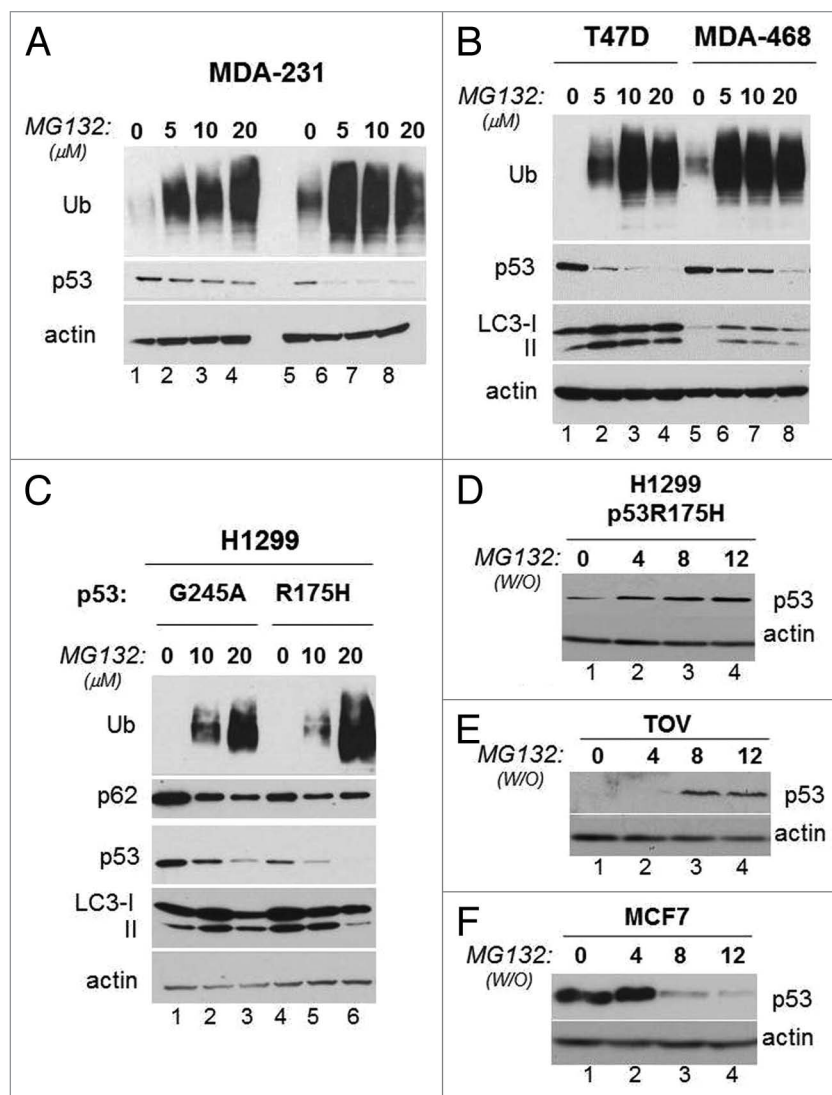 A
MDA-231
MG132: 0 5 10 20 0 5 10 20
(μM)
Ub
p53
actin
1 2 3 4 5 6 7 8
B
T47D MDA-468
MG132: 0 5 10 20 0 5 10 20
(μM)
Ub
p53
LC3-I
II
actin
1 2 3 4 5 6 7 8
C
H1299
p53: G245A R175H
MG132: 0 10 20 0 10 20
(μM)
Ub
p62
p53
LC3-I
II
actin
1 2 3 4 5 6
D
H1299
p53R175H
MG132: 0 4 8 12
(W/O)
p53
actin
1 2 3 4
E
TOV
MG132: 0 4 8 12
(W/O)
p53
actin
1 2 3 4
F
MCF7
MG132: 0 4 8 12
(W/O)
p53
actin
1 2 3 4